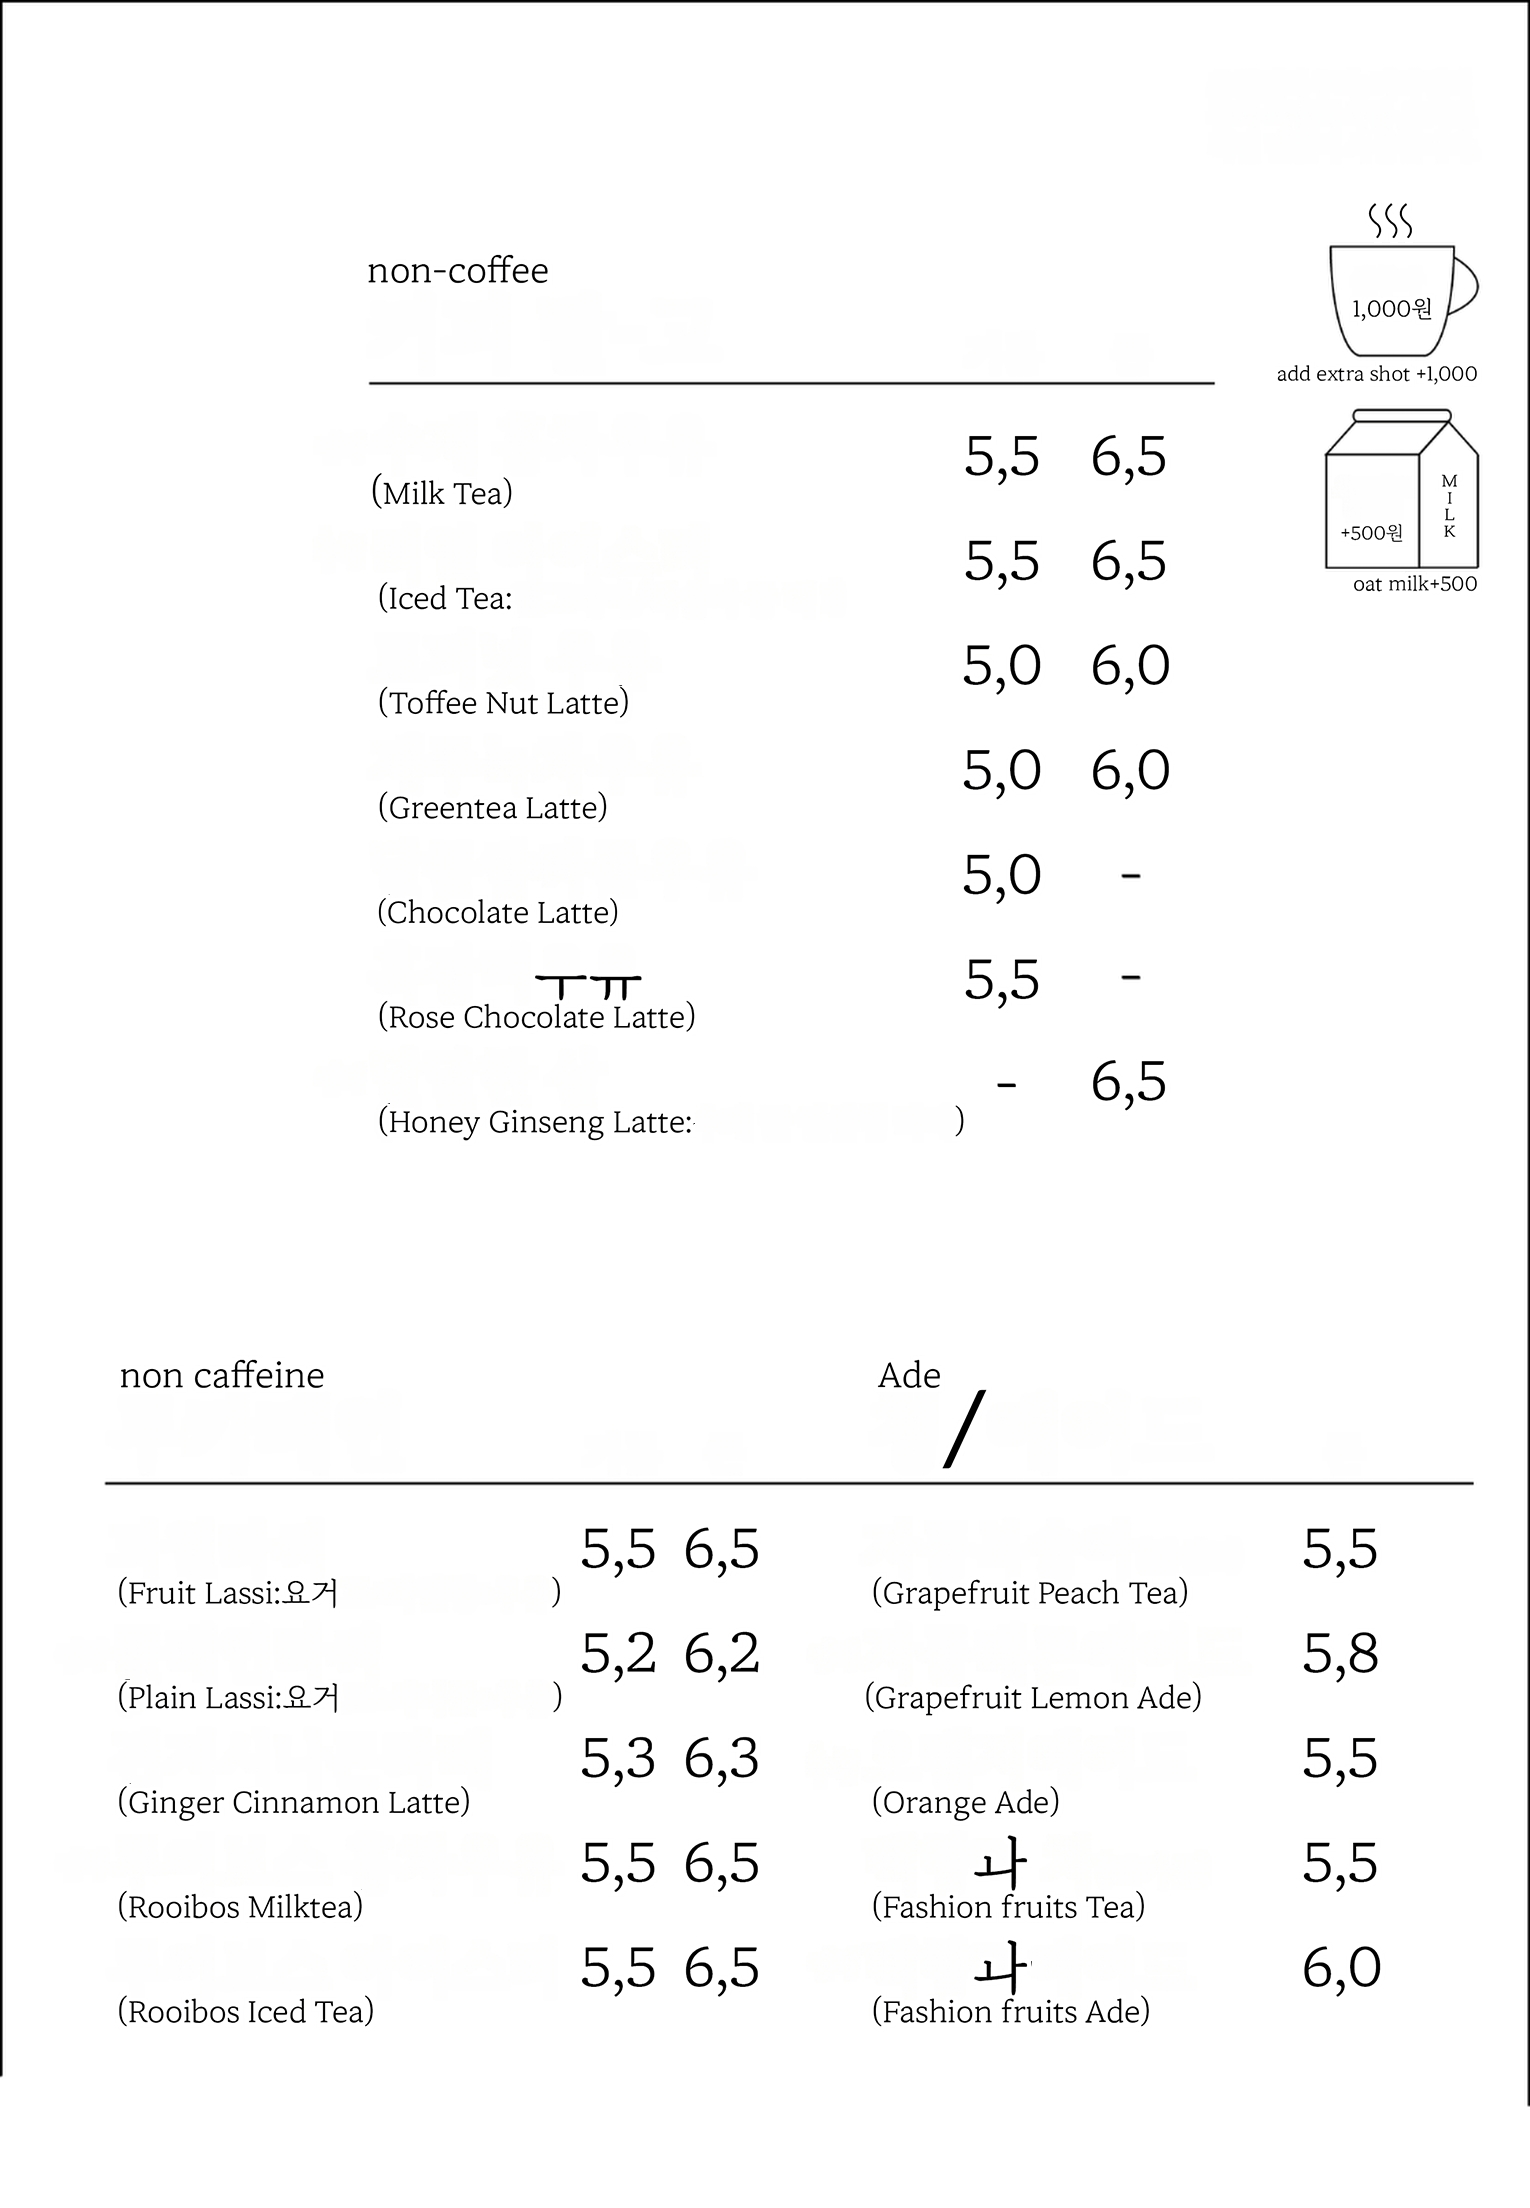 non-coffee
1,000원
add extra shot +1,000
5,5 6,5
(Milk Tea)
M
I
L
K
+500원
oat milk+500
5,5 6,5
(Iced Tea:
5,0 6,0
(Toffee Nut Latte)
5,0 6,0
(Greentea Latte)
5,0 -
(Chocolate Latte)
5,5 -
(Rose Chocolate Latte)
- 6,5
(Honey Ginseng Latte: )
non caffeine
5,5 6,5
(Fruit Lassi:요거 )
5,2 6,2
(Plain Lassi:요거 )
5,3 6,3
(Ginger Cinnamon Latte)
5,5 6,5
(Rooibos Milktea)
5,5 6,5
(Rooibos Iced Tea)
Ade
/
5,5
(Grapefruit Peach Tea)
5,8
(Grapefruit Lemon Ade)
5,5
(Orange Ade)
5,5
(Fashion fruits Tea)
6,0
(Fashion fruits Ade)